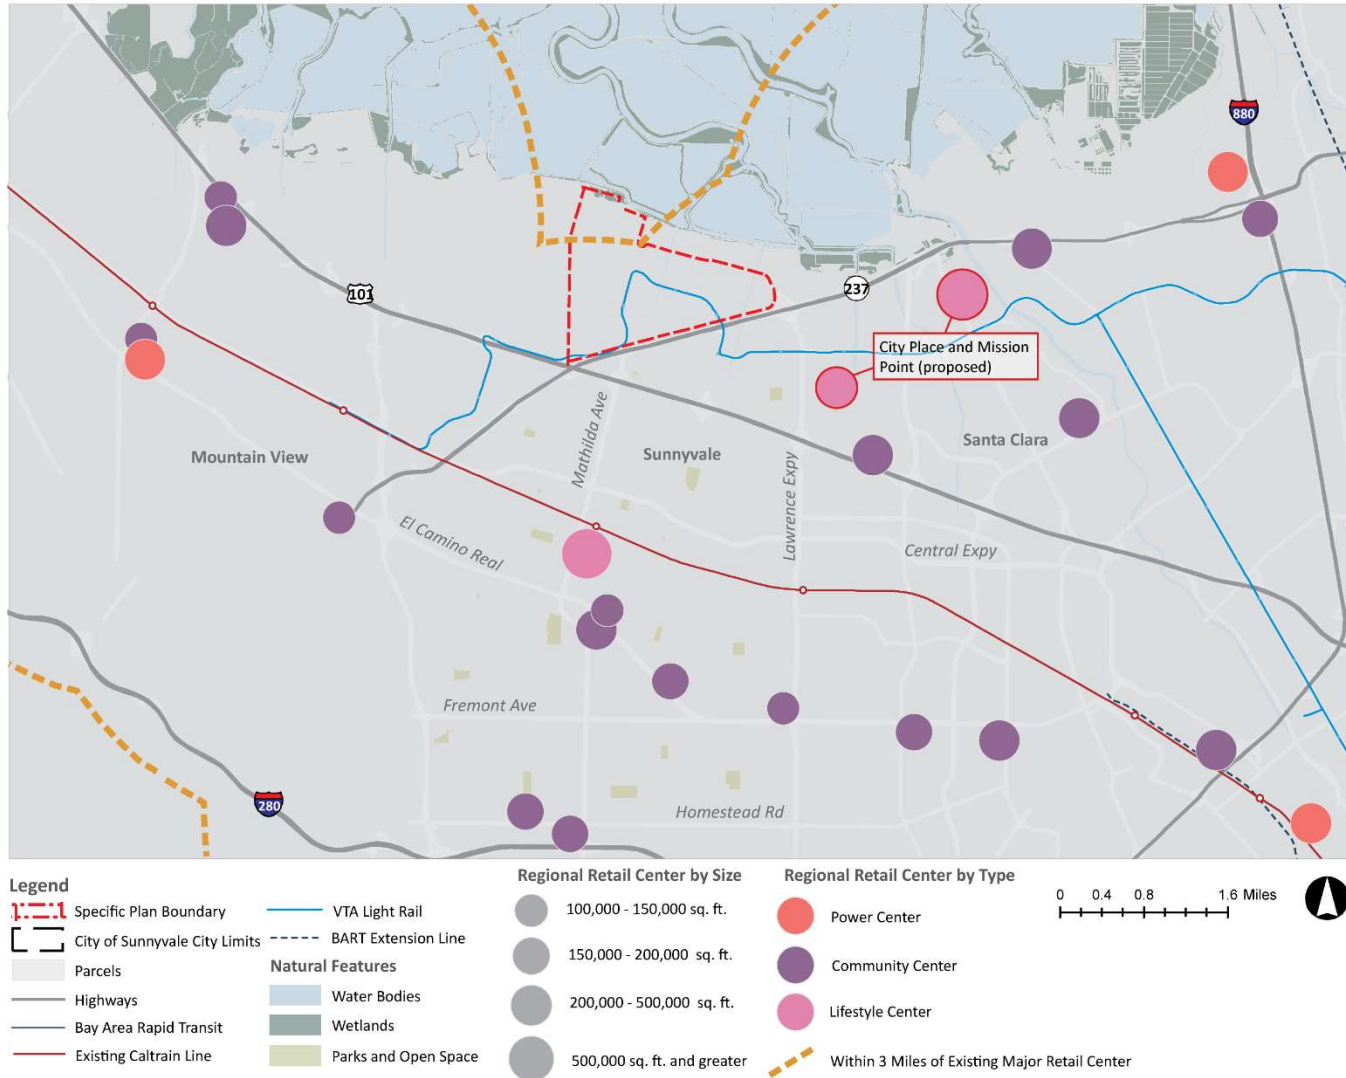 880
101
237
City Place and Mission
Point (proposed)
Mathilda Ave
Mountain View
Sunnyvale
Santa Clara
Lawrence Expy
El Camino Real
Central Expy
Fremont Ave
280
Homestead Rd
Legend
Specific Plan Boundary
City of Sunnyvale City Limits
Parcels
Highways
Bay Area Rapid Transit
Existing Caltrain Line
VTA Light Rail
BART Extension Line
Natural Features
Water Bodies
Wetlands
Parks and Open Space
Regional Retail Center by Size
100,000 - 150,000 sq. ft.
150,000 - 200,000 sq. ft.
200,000 - 500,000 sq. ft.
500,000 sq. ft. and greater
Regional Retail Center by Type
Power Center
Community Center
Lifestyle Center
Within 3 Miles of Existing Major Retail Center
0 0.4 0.8 1.6 Miles